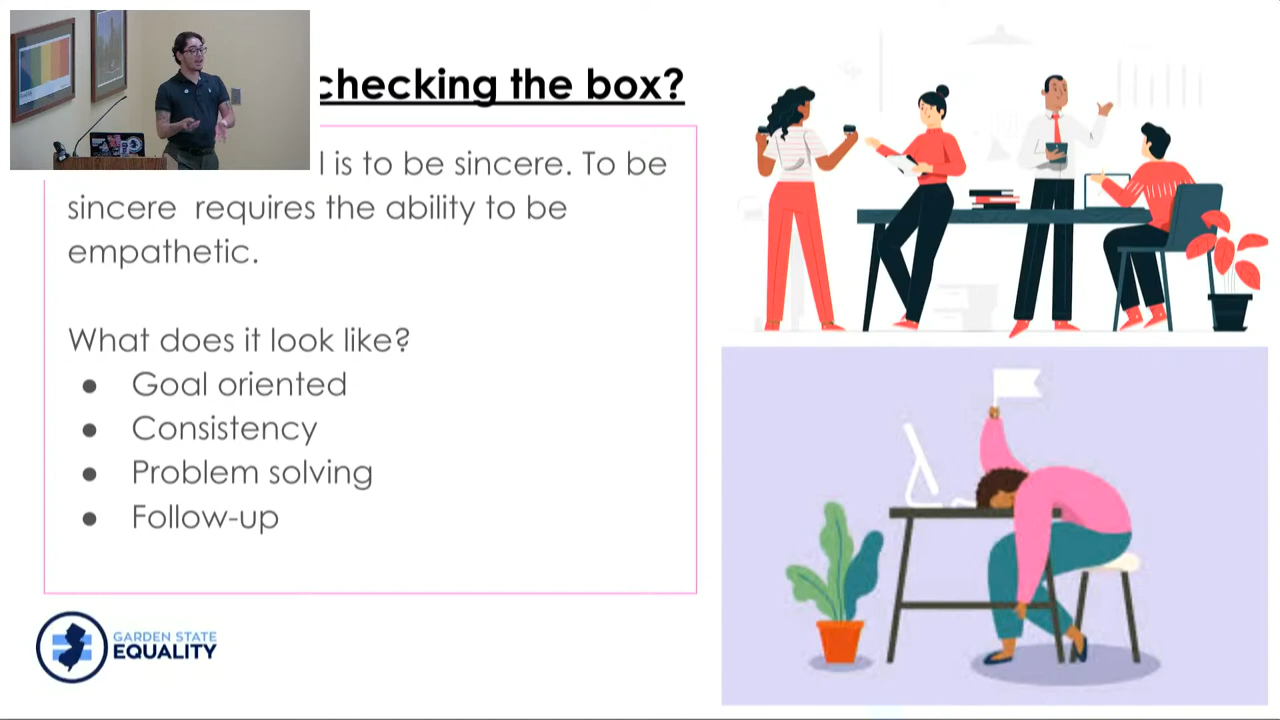 checking the box?
is to be sincere. To be
sincere requires the ability to be
empathetic.
What does it look like?
● Goal oriented
● Consistency
● Problem solving
● Follow-up
GARDEN STATE
EQUALITY